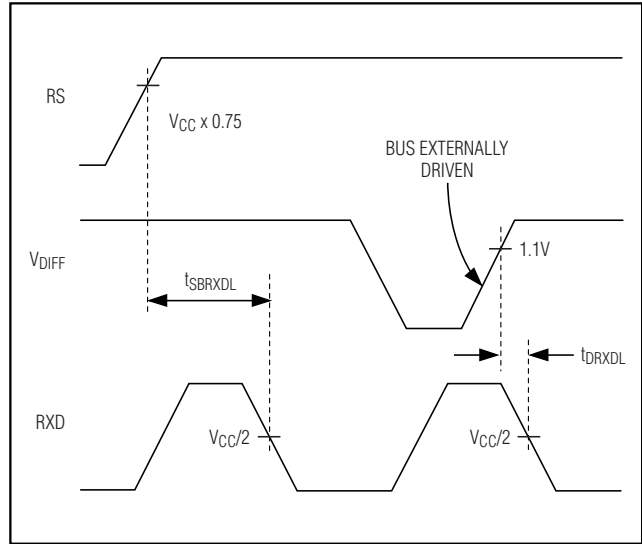 RS
VCC x 0.75
BUS EXTERNALLY
DRIVEN
VDIFF
1.1V
tSBRXDL
tDRXDL
RXD
VCC/2
VCC/2